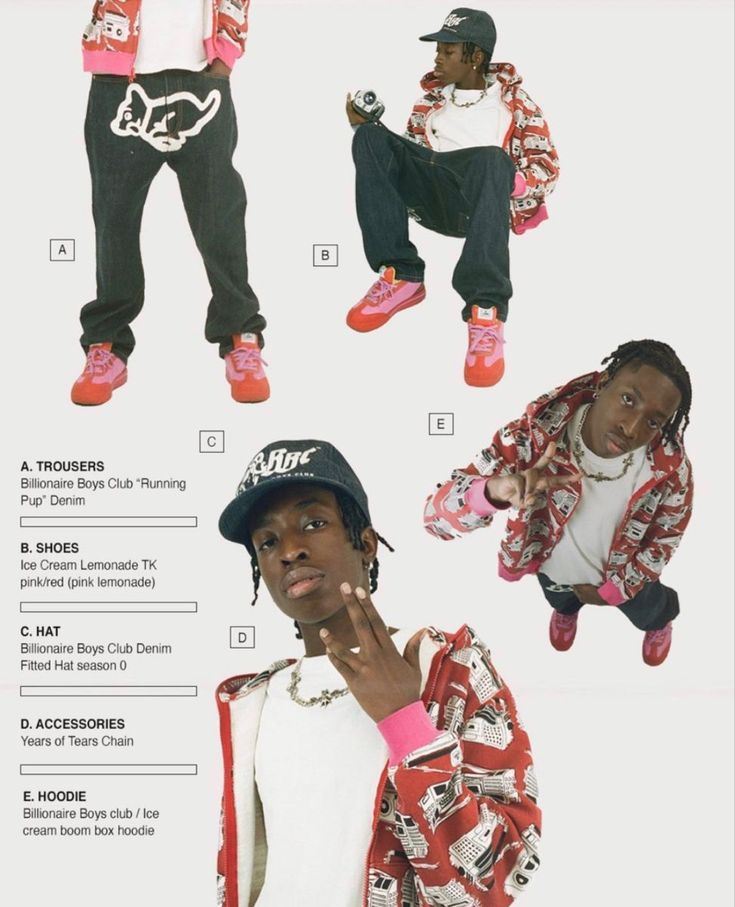 A
B
E
C
D
A. TROUSERS
Billionaire Boys Club “Running
Pup” Denim
B. SHOES
Ice Cream Lemonade TK
pink/red (pink lemonade)
C. HAT
Billionaire Boys Club Denim
Fitted Hat season 0
D. ACCESSORIES
Years of Tears Chain
E. HOODIE
Billionaire Boys club / Ice
cream boom box hoodie